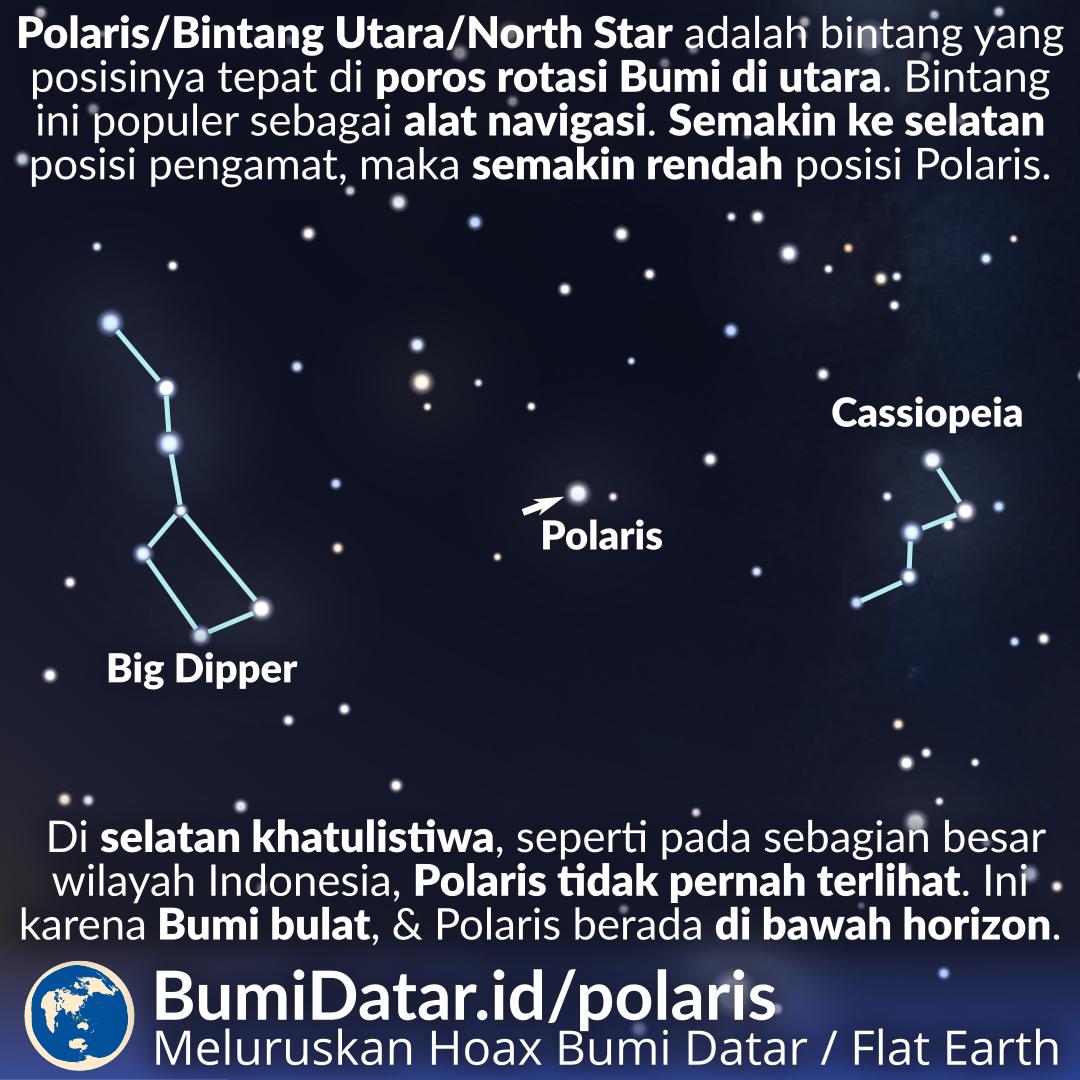 Polaris/Bintang Utara/North Star adalah bintang yang
posisinya tepat di poros rotasi Bumi di utara. Bintang
ini populer sebagai alat navigasi. Semakin ke selatan
posisi pengamat, maka semakin rendah posisi Polaris.
Cassiopeia
Polaris
Big Dipper
Di selatan khatulistiwa, seperti pada sebagian besar
wilayah Indonesia, Polaris tidak pernah terlihat. Ini
karena Bumi bulat, & Polaris berada di bawah horizon.
BumiDatar.id/polaris
Meluruskan Hoax Bumi Datar / Flat Earth